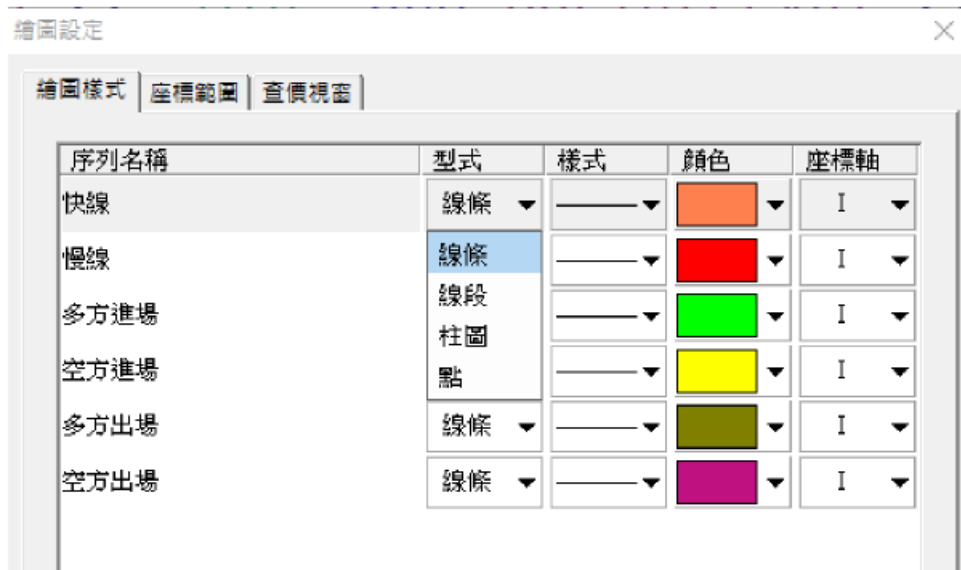 繪圖設定
繪圖樣式 座標範圍 查價視窗
序列名稱 型式 樣式 顏色 座標軸
快線 線條 I
慢線 線條 I
多方進場 線段 I
柱圖
空方進場 點 I
多方出場 線條 I
空方出場 線條 I